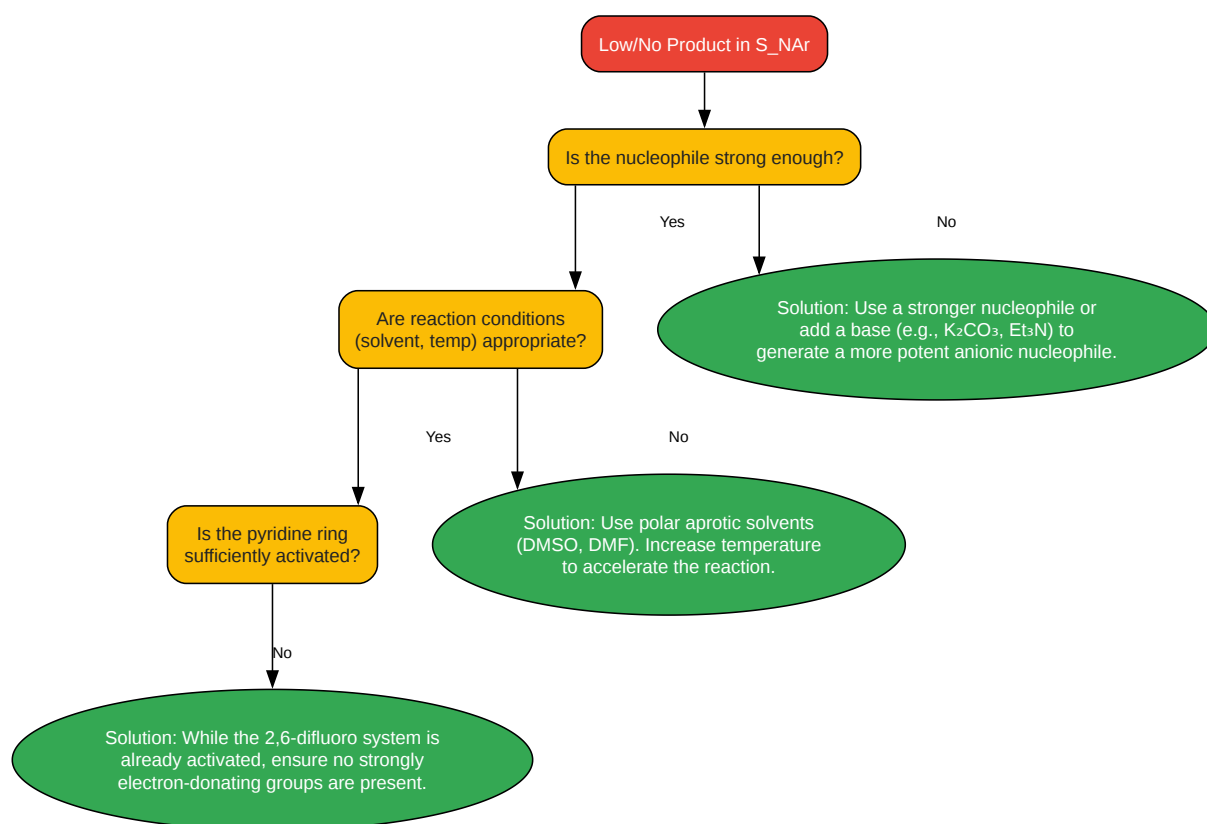 Low/No Product in S_NAr
Is the nucleophile strong enough?
Yes
No
Solution: Use a stronger nucleophile or
add a base (e.g., K₂CO₃, Et₃N) to
generate a more potent anionic nucleophile.
Are reaction conditions
(solvent, temp) appropriate?
Yes
No
Solution: Use polar aprotic solvents
(DMSO, DMF). Increase temperature
to accelerate the reaction.
Is the pyridine ring
sufficiently activated?
No
Solution: While the 2,6-difluoro system is
already activated, ensure no strongly
electron-donating groups are present.